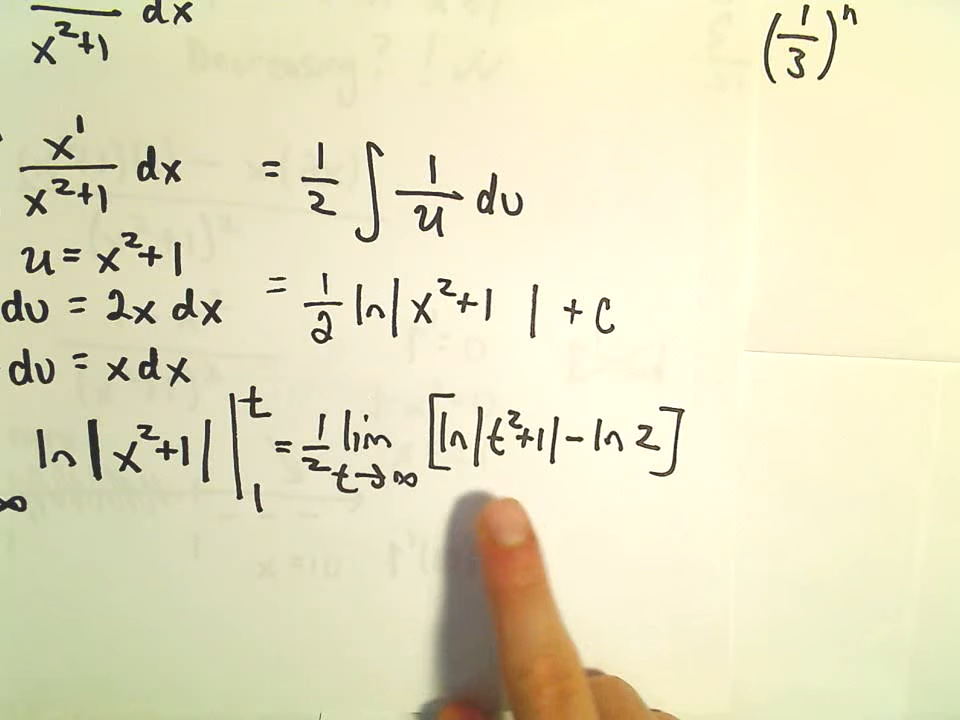 x²+1 dx
(1/3)ⁿ
x¹/x²+1 dx = 1/2 ∫ 1/u du
u = x²+1
du = 2x dx = 1/2 ln|x²+1 | + C
du = x dx
ln|x²+1| |₁ᵗ = 1/2 lim t→∞ [ln|t²+1| - ln 2]
∞